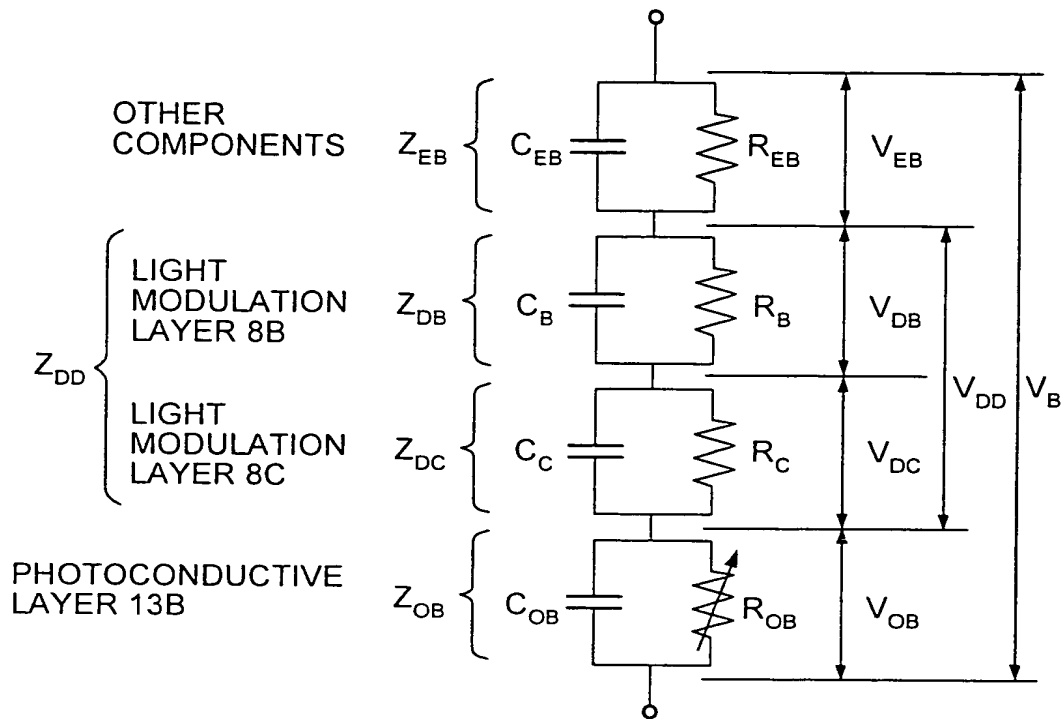 OTHER
COMPONENTS
Z_EB
C_EB
R_EB
V_EB
Z_DD
LIGHT
MODULATION
LAYER 8B
Z_DB
C_B
R_B
V_DB
LIGHT
MODULATION
LAYER 8C
Z_DC
C_C
R_C
V_DC
V_DD
V_B
PHOTOCONDUCTIVE
LAYER 13B
Z_OB
C_OB
R_OB
V_OB